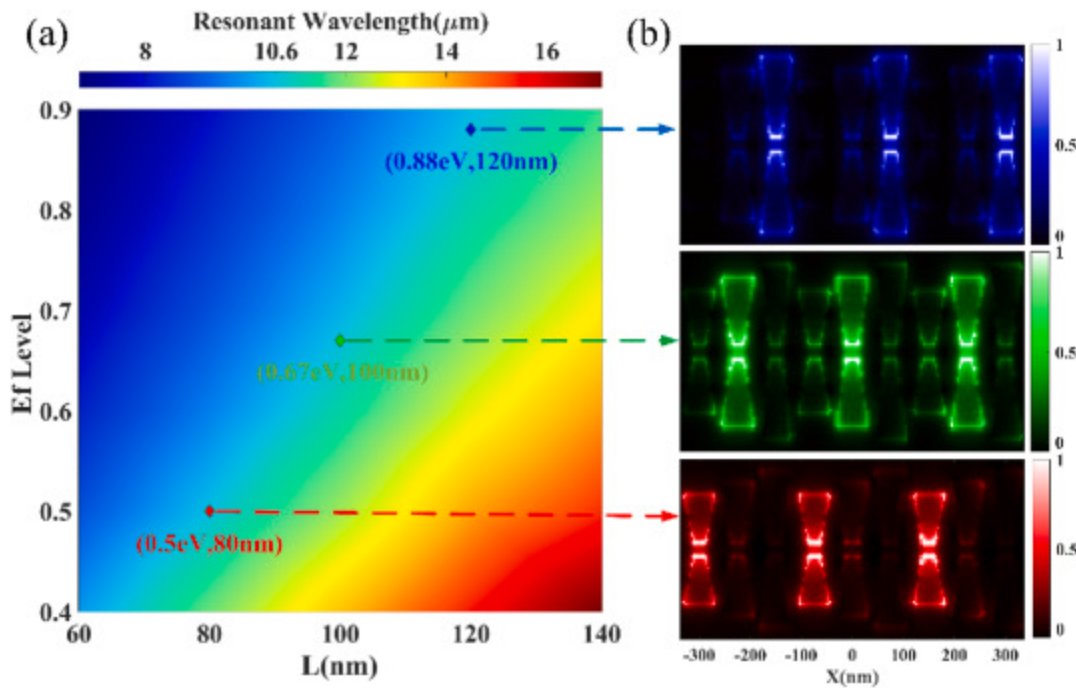 (a)
Resonant Wavelength(μm)
8 10.6 12 14 16
0.9
0.8
0.7
0.6
0.5
0.4
Ef Level
(0.88eV,120nm)
(0.67eV,100nm)
(0.5eV,80nm)
60 80 100 120 140
L(nm)
(b)
1
0.5
0
1
0.5
0
1
0.5
0
-300 -200 -100 0 100 200 300
X(nm)